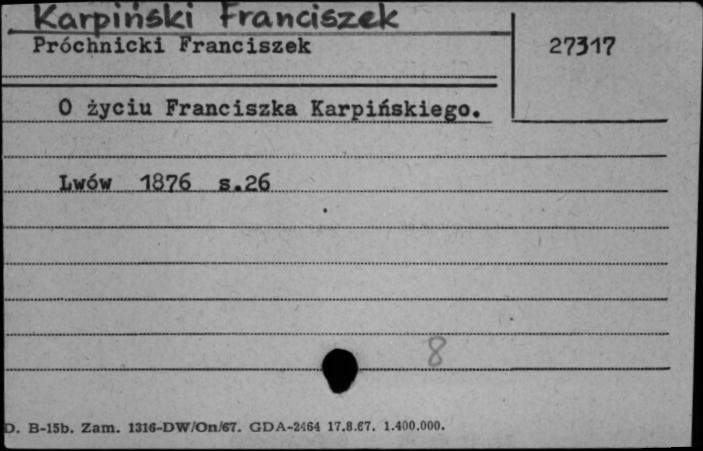 Karpiński Franciszek
Próchnicki Franciszek
27317
O życiu Franciszka Karpińskiego.
Lwów 1876 s.26
8
D. B-15b. Zam. 1316-DW/On/67. GDA-2464 17.8.67. 1.400.000.